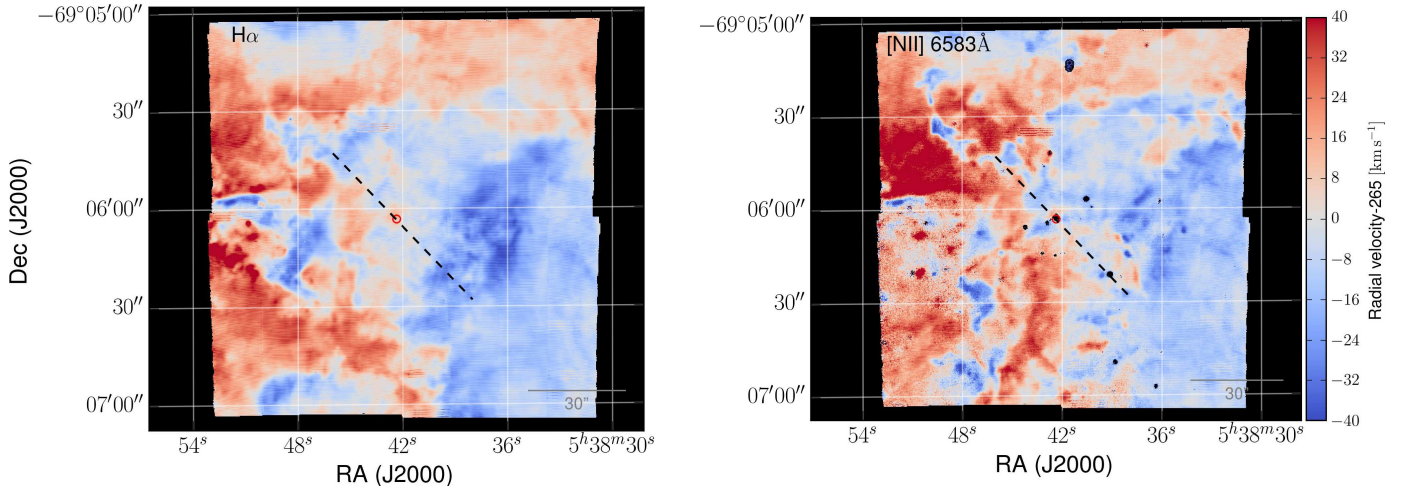 Hα
−69°05′00″
30″
06′00″
30″
07′00″
Dec (J2000)
54ˢ 48ˢ 42ˢ 36ˢ 5ʰ38ᵐ30ˢ
RA (J2000)
30"
[NII] 6583Å
−69°05′00″
30″
06′00″
30″
07′00″
54ˢ 48ˢ 42ˢ 36ˢ 5ʰ38ᵐ30ˢ
RA (J2000)
30"
40
32
24
16
8
0
−8
−16
−24
−32
−40
Radial velocity-265 [km s⁻¹]